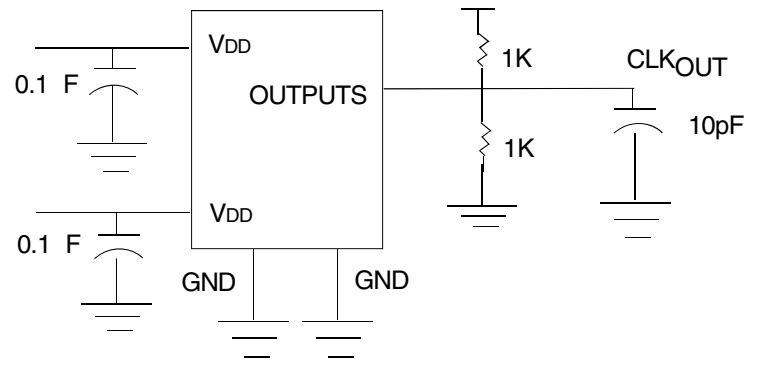 VDD
0.1 F
OUTPUTS
1K
CLKOUT
10pF
1K
VDD
0.1 F
GND
GND